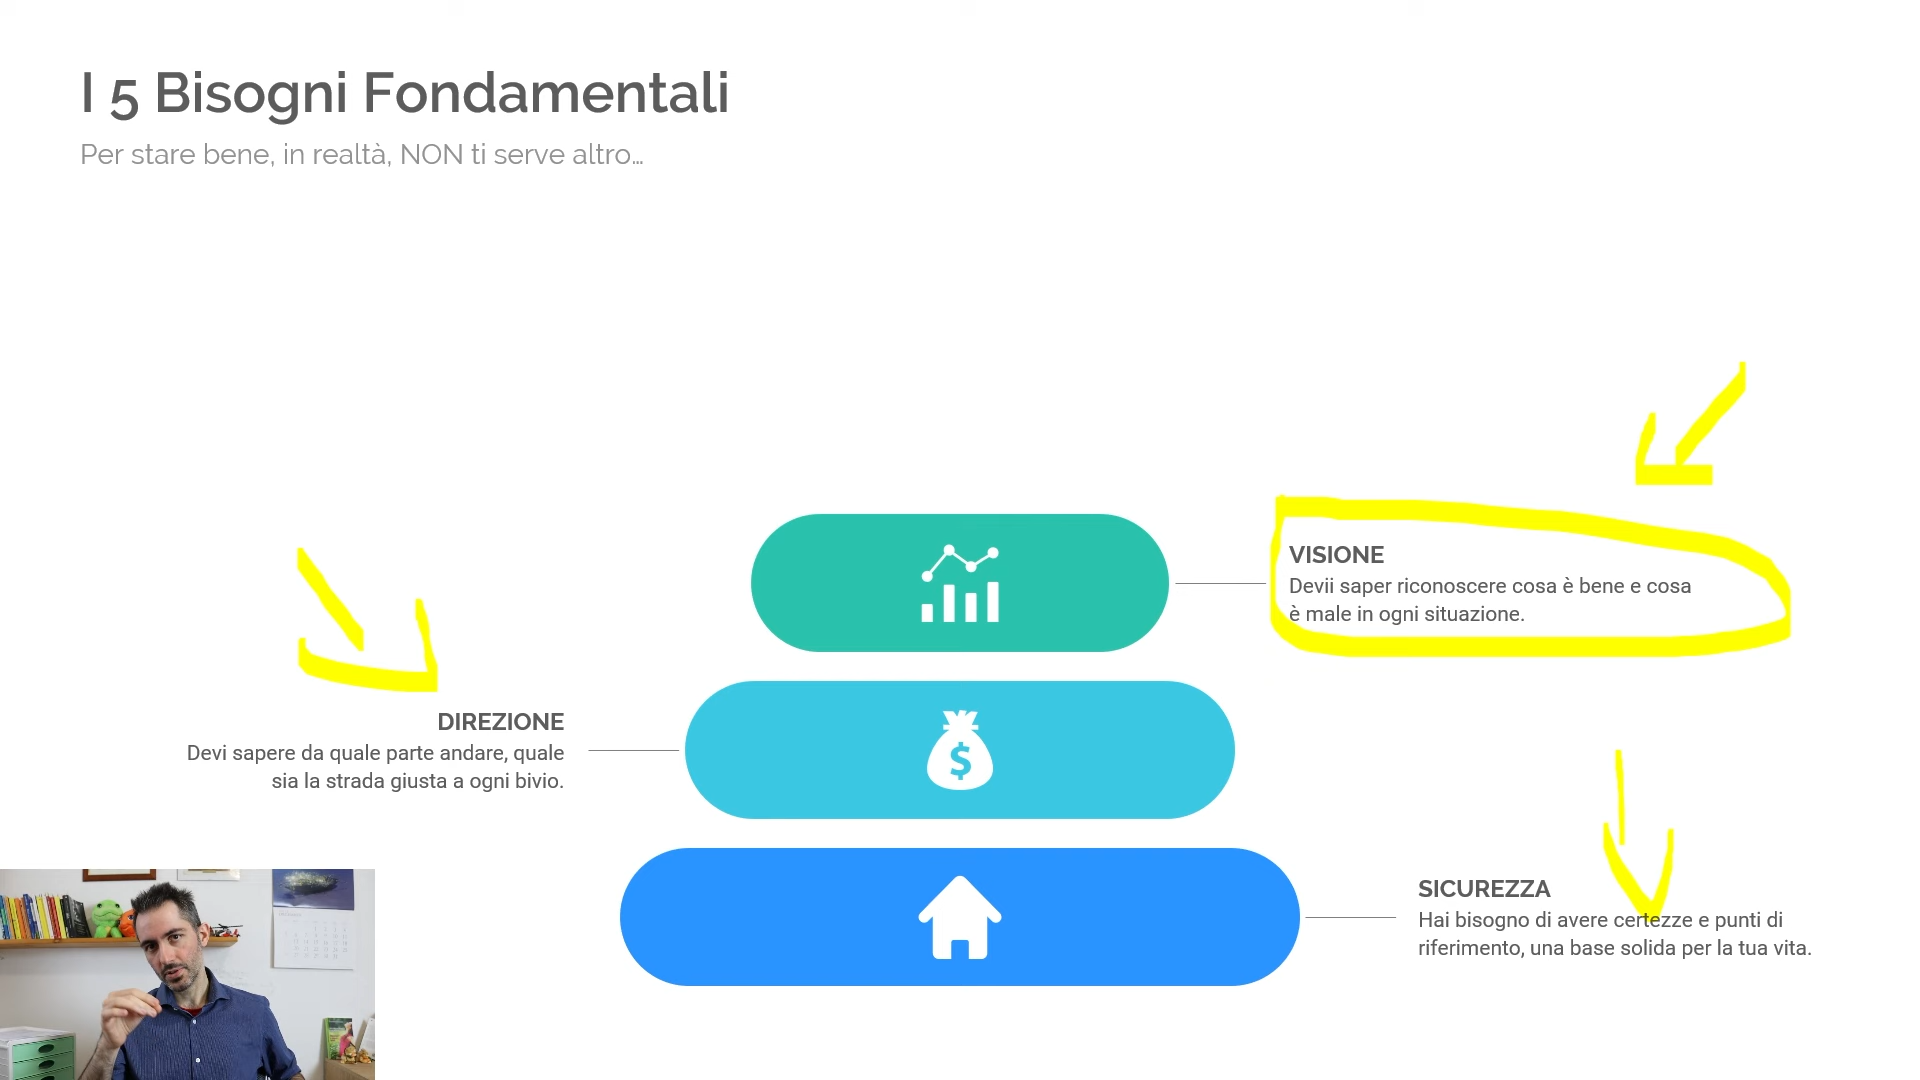 I 5 Bisogni Fondamentali
Per stare bene, in realtà, NON ti serve altro...
VISIONE
Devii saper riconoscere cosa è bene e cosa
è male in ogni situazione.
$
DIREZIONE
Devi sapere da quale parte andare, quale
sia la strada giusta a ogni bivio.
SICUREZZA
Hai bisogno di avere certezze e punti di
riferimento, una base solida per la tua vita.